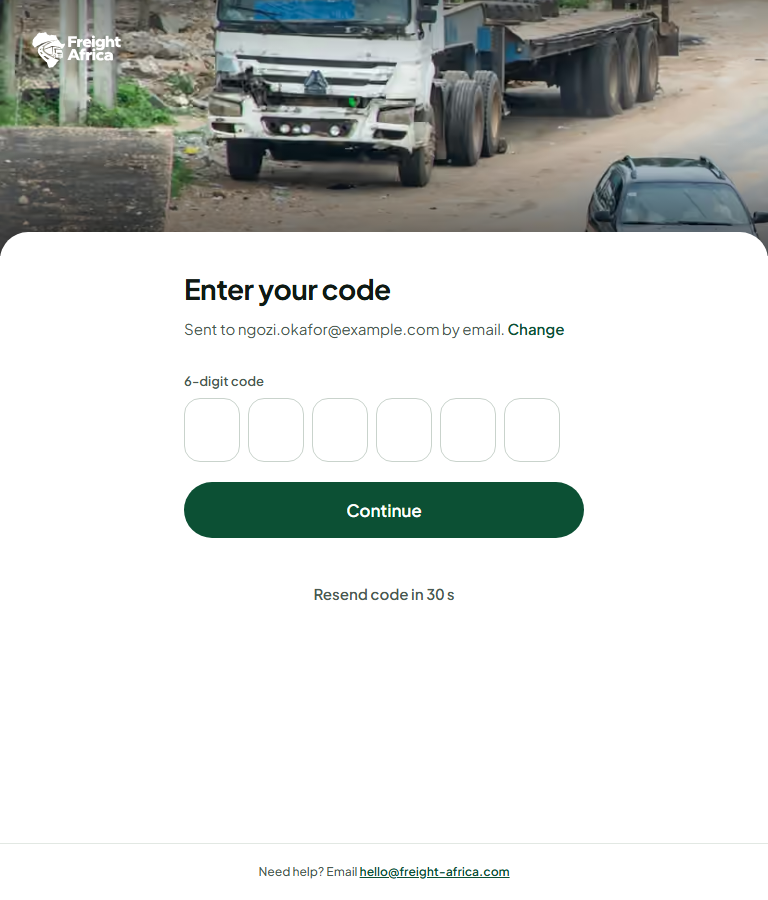 Freight
Africa
Enter your code
Sent to ngozi.okafor@example.com by email. Change
6-digit code
Continue
Resend code in 30 s
Need help? Email hello@freight-africa.com